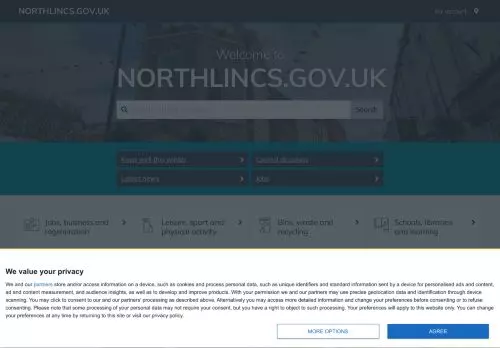 NORTHLINCS.GOV.UK
Welcome to
NORTHLINCS.GOV.UK
Search
Latest news
Jobs
Jobs, business and
regeneration
Leisure, sport and
physical activity
Bins, waste and
recycling
Schools, libraries
and learning
We value your privacy
We and our partners store and/or access information on a device, such as cookies and process personal data, such as unique identifiers and standard information sent by a device for personalised ads and content,
ad and content measurement, and audience insights, as well as to develop and improve products. With your permission we and our partners may use precise geolocation data and identification through device
scanning. You may click to consent to our and our partners' processing as described above. Alternatively you may access more detailed information and change your preferences before consenting or to refuse
consenting. Please note that some processing of your personal data may not require your consent, but you have a right to object to such processing. Your preferences will apply to this website only. You can change
your preferences at any time by returning to this site or visit our privacy policy.
MORE OPTIONS
AGREE